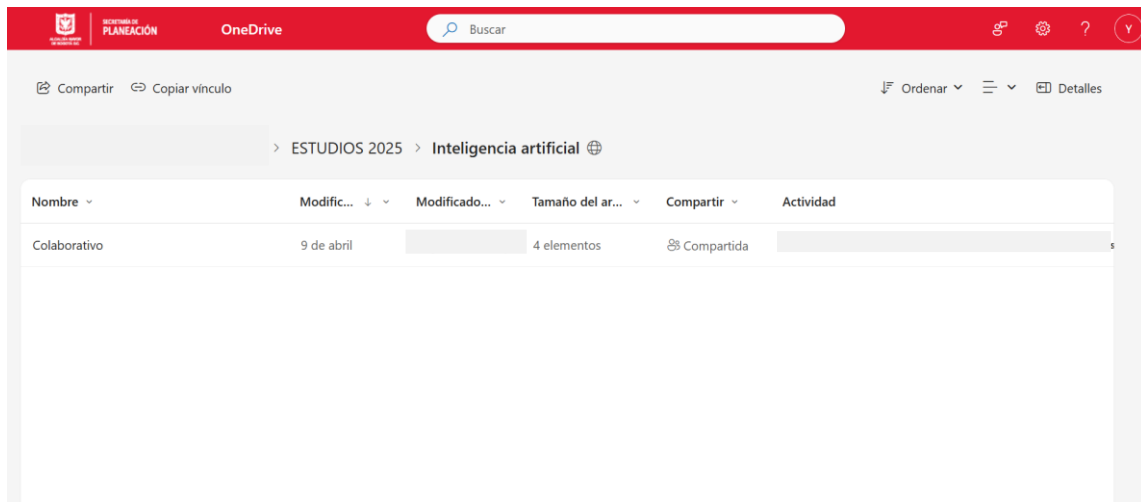 SECRETARÍA DE
PLANEACIÓN
OneDrive
Buscar
Y
Compartir Copiar vínculo
Ordenar
Detalles
> ESTUDIOS 2025 > Inteligencia artificial
Nombre Modific... Modificado... Tamaño del ar... Compartir Actividad
Colaborativo 9 de abril 4 elementos Compartida